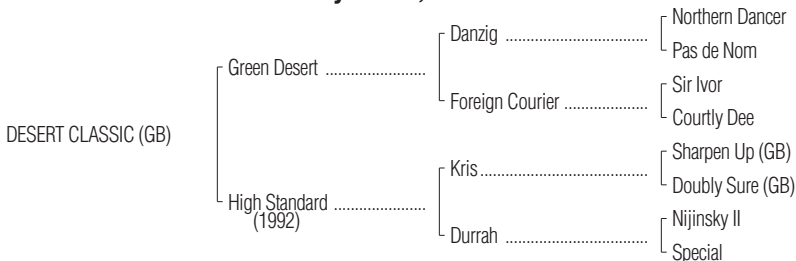 Northern Dancer
Danzig ..........................................
Pas de Nom
Green Desert .............................
Sir Ivor
Foreign Courier ........................
Courtly Dee
DESERT CLASSIC (GB)
Sharpen Up (GB)
Kris ................................................
Doubly Sure (GB)
High Standard ..........................
(1992)
Nijinsky II
Durrah ..........................................
Special